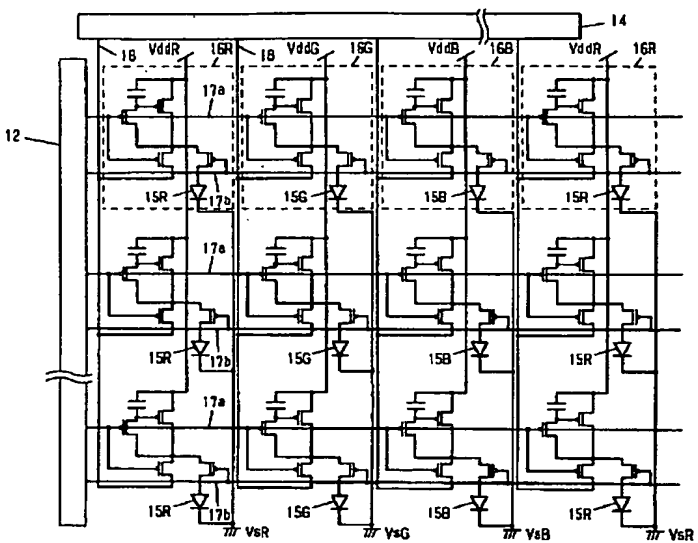 14
18 VddR 16R 18 VddG 16G VddB 16B VddR 16R
12
17a
15R 17b 15G 15B 15R
17a
15R 17b 15G 15B 15R
17a
15R 17b 15G 15B 15R
VsR VsG VsB VsR